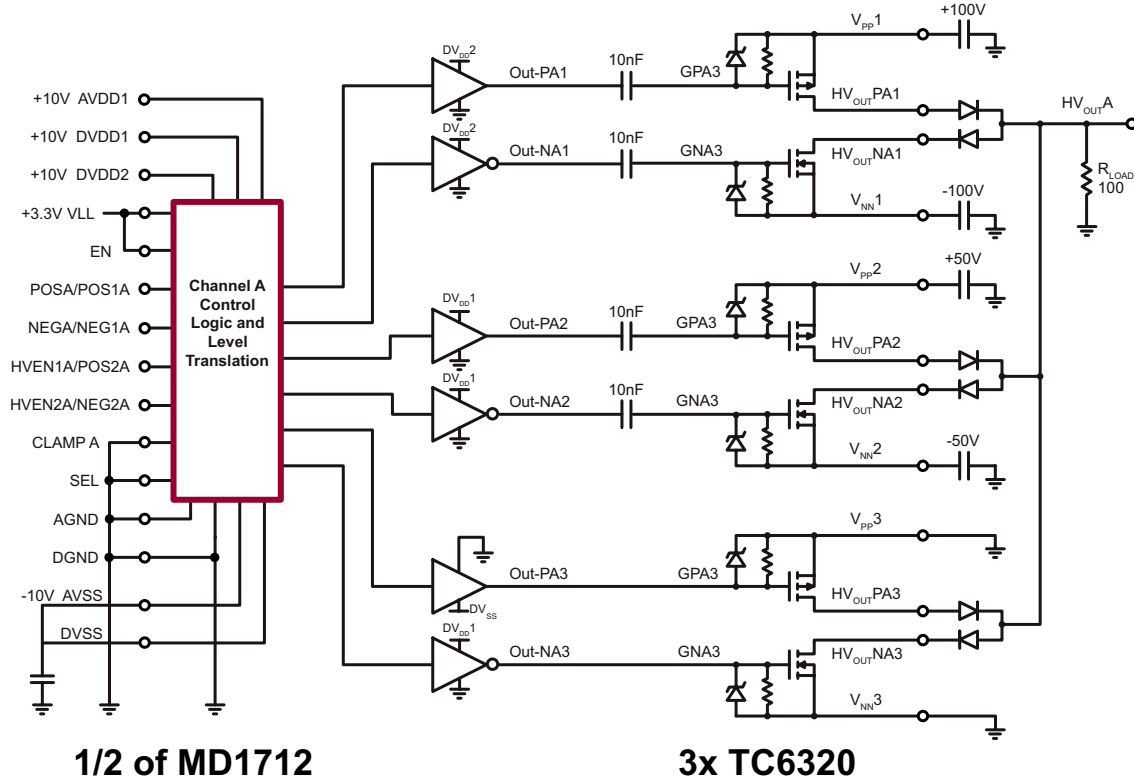 +10V AVDD1
+10V DVDD1
+10V DVDD2
+3.3V VLL
EN
POSA/POS1A
NEGA/NEG1A
HVEN1A/POS2A
HVEN2A/NEG2A
CLAMP A
SEL
AGND
DGND
-10V AVSS
DVSS
Channel A
Control
Logic and
Level
Translation
DVDD2
Out-PA1
10nF
GPA3
VPP1
+100V
HVOUTPA1
DVDD2
Out-NA1
10nF
GNA3
HVOUTNA1
VNN1
-100V
HVOUTA
RLOAD
100
DVDD1
Out-PA2
10nF
GPA3
VPP2
+50V
HVOUTPA2
DVDD1
Out-NA2
10nF
GNA3
HVOUTNA2
VNN2
-50V
Out-PA3
DVSS
GPA3
VPP3
HVOUTPA3
DVDD1
Out-NA3
GNA3
HVOUTNA3
VNN3
1/2 of MD1712
3x TC6320